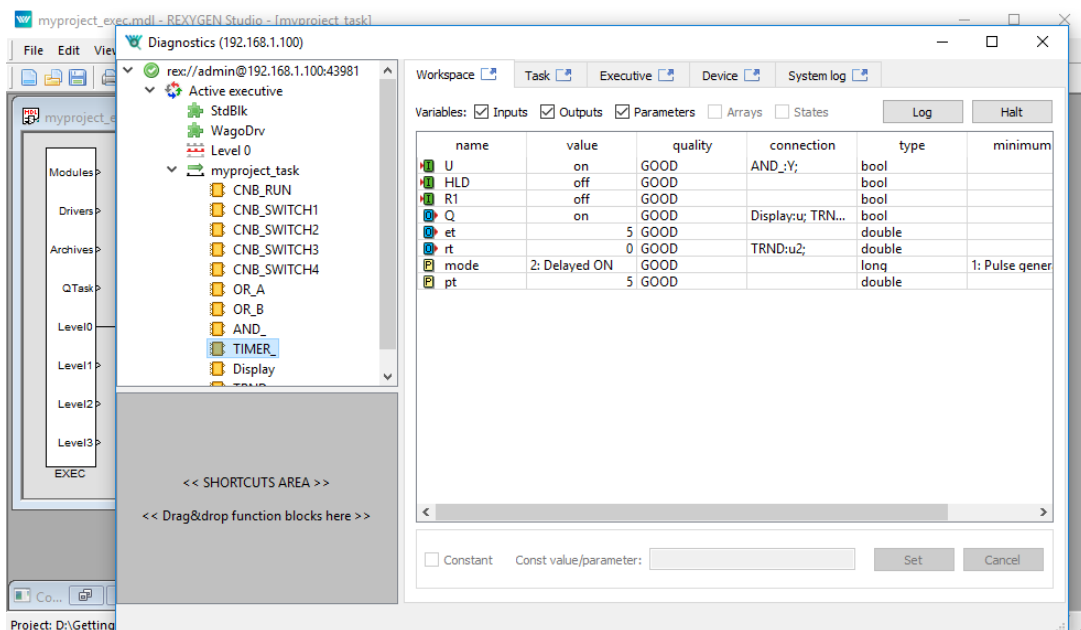 myproject_exec.mdl - REXYGEN Studio - [myproject_task]
File Edit View
Diagnostics (192.168.1.100)
rex://admin@192.168.1.100:43981
Active executive
StdBlk
WagoDrv
Level 0
myproject_task
CNB_RUN
CNB_SWITCH1
CNB_SWITCH2
CNB_SWITCH3
CNB_SWITCH4
OR_A
OR_B
AND_
TIMER_
Display
TRND
<< SHORTCUTS AREA >>
<< Drag&drop function blocks here >>
myproject_e
Modules
Drivers
Archives
QTask
Level0
Level1
Level2
Level3
EXEC
Workspace Task Executive Device System log
Variables: Inputs Outputs Parameters Arrays States Log Halt
name value quality connection type minimum
I U on GOOD AND_:Y; bool
I HLD off GOOD bool
I R1 off GOOD bool
O Q on GOOD Display:u; TRN... bool
O et 5 GOOD double
O rt 0 GOOD TRND:u2; double
P mode 2: Delayed ON GOOD long 1: Pulse gener
P pt 5 GOOD double
Constant Const value/parameter: Set Cancel
Co...
Project: D:\Getting